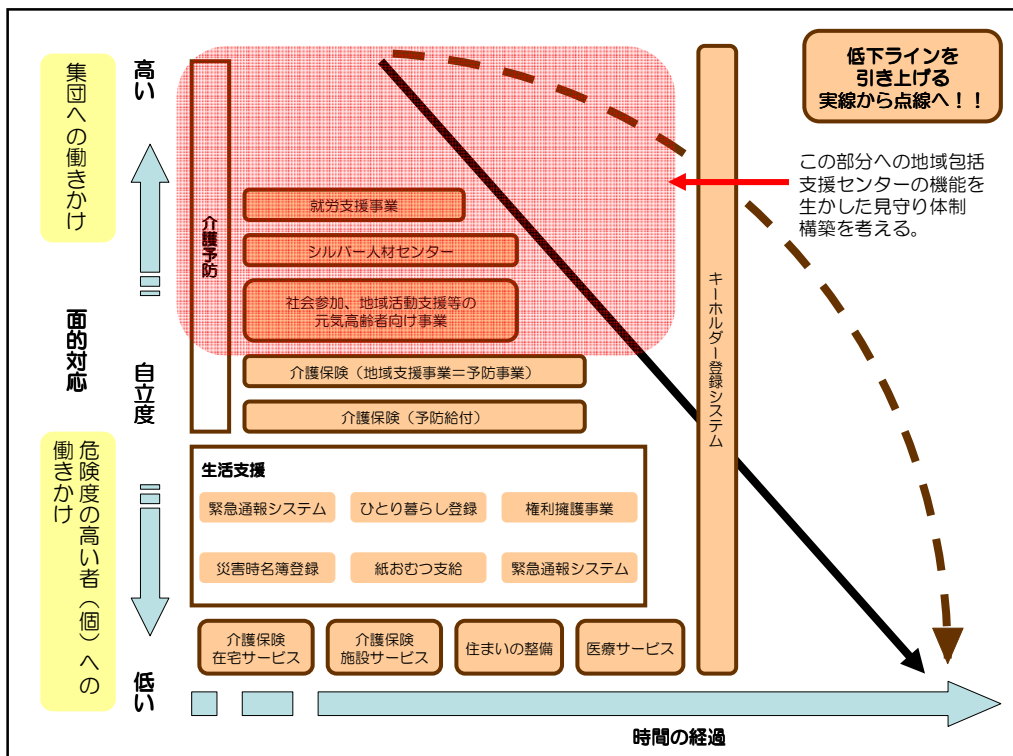 集団への働きかけ
高い
低下ラインを
引き上げる
実線から点線へ！！
この部分への地域包括
支援センターの機能を
生かした見守り体制
構築を考える。
介護予防
就労支援事業
シルバー人材センター
社会参加、地域活動支援等の
元気高齢者向け事業
介護保険（地域支援事業＝予防事業）
介護保険（予防給付）
キーホルダー登録システム
面的対応
自立度
危険度の高い者（個）への
働きかけ
生活支援
緊急通報システム
ひとり暮らし登録
権利擁護事業
災害時名簿登録
紙おむつ支給
緊急通報システム
介護保険
在宅サービス
介護保険
施設サービス
住まいの整備
医療サービス
低い
時間の経過